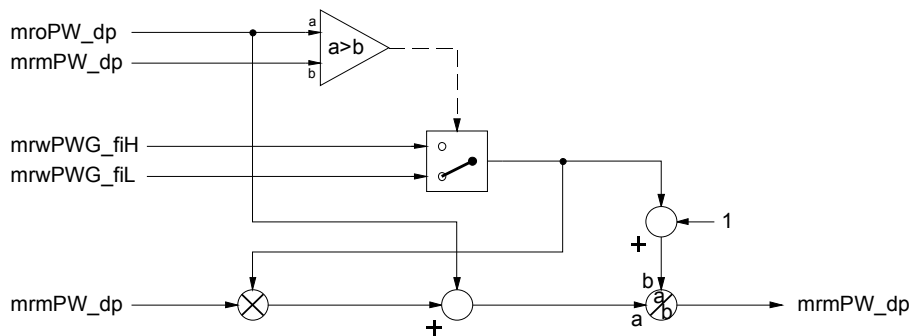 mroPW_dp
a
a>b
mrmPW_dp
b
mrwPWG_fiH
mrwPWG_fiL
1
+
b
a
mrmPW_dp
b
mrmPW_dp
+
a